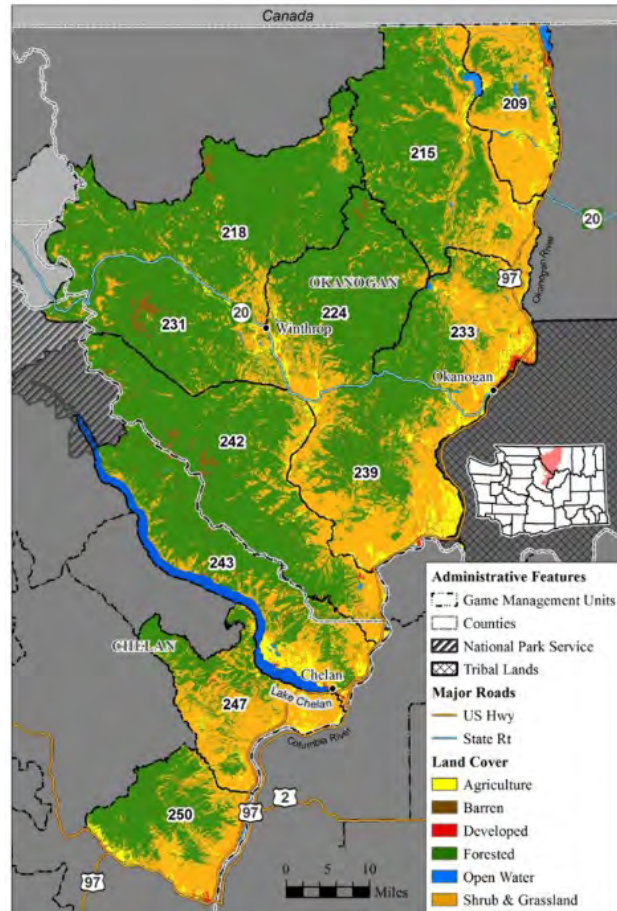 Canada
209
215
20
218
OKANOGAN
97
Okanogan River
224
233
231
20
Winthrop
Okanogan
242
239
243
CHELAN
Chelan
Lake Chelan
247
Columbia River
2
97
250
97
0 5 10
Miles
Administrative Features
Game Management Units
Counties
National Park Service
Tribal Lands
Major Roads
US Hwy
State Rt
Land Cover
Agriculture
Barren
Developed
Forested
Open Water
Shrub & Grassland